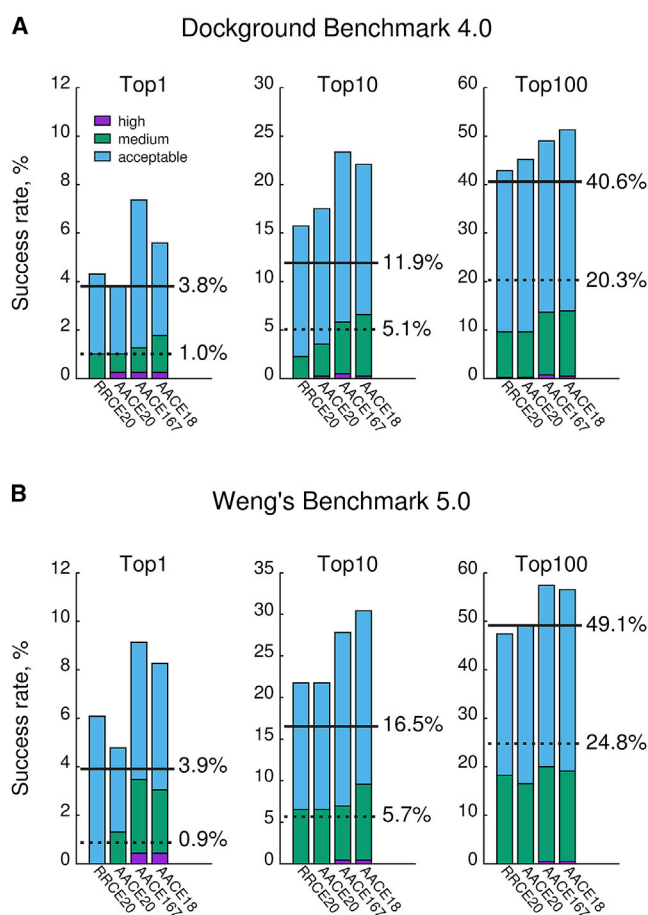 A
Dockground Benchmark 4.0
Top1
Top10
Top100
Success rate, %
12
10
8
6
4
2
0
high
medium
acceptable
3.8%
1.0%
RRCE20
AACE20
AACE167
AACE18
30
25
20
15
10
5
0
11.9%
5.1%
RRCE20
AACE20
AACE167
AACE18
60
50
40
30
20
10
0
40.6%
20.3%
RRCE20
AACE20
AACE167
AACE18
B
Weng's Benchmark 5.0
Top1
Top10
Top100
Success rate, %
12
10
8
6
4
2
0
3.9%
0.9%
RRCE20
AACE20
AACE167
AACE18
35
30
25
20
15
10
5
0
16.5%
5.7%
RRCE20
AACE20
AACE167
AACE18
60
50
40
30
20
10
0
49.1%
24.8%
RRCE20
AACE20
AACE167
AACE18